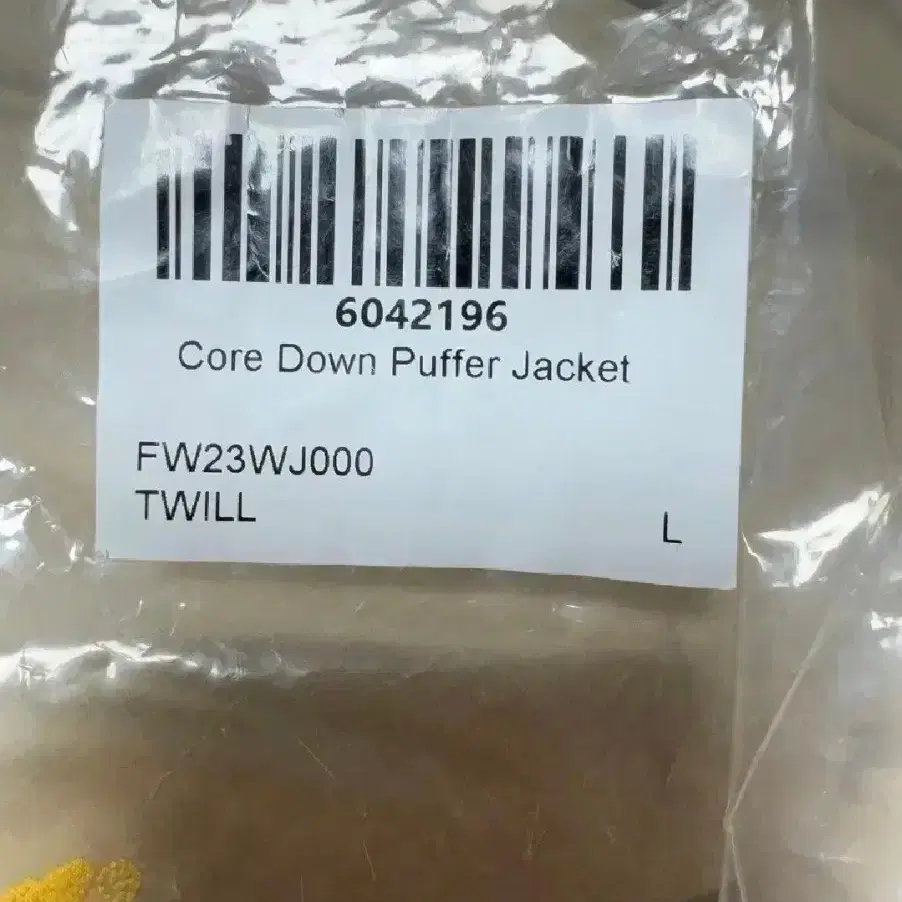 6042196
Core Down Puffer Jacket
FW23WJ000
TWILL
L